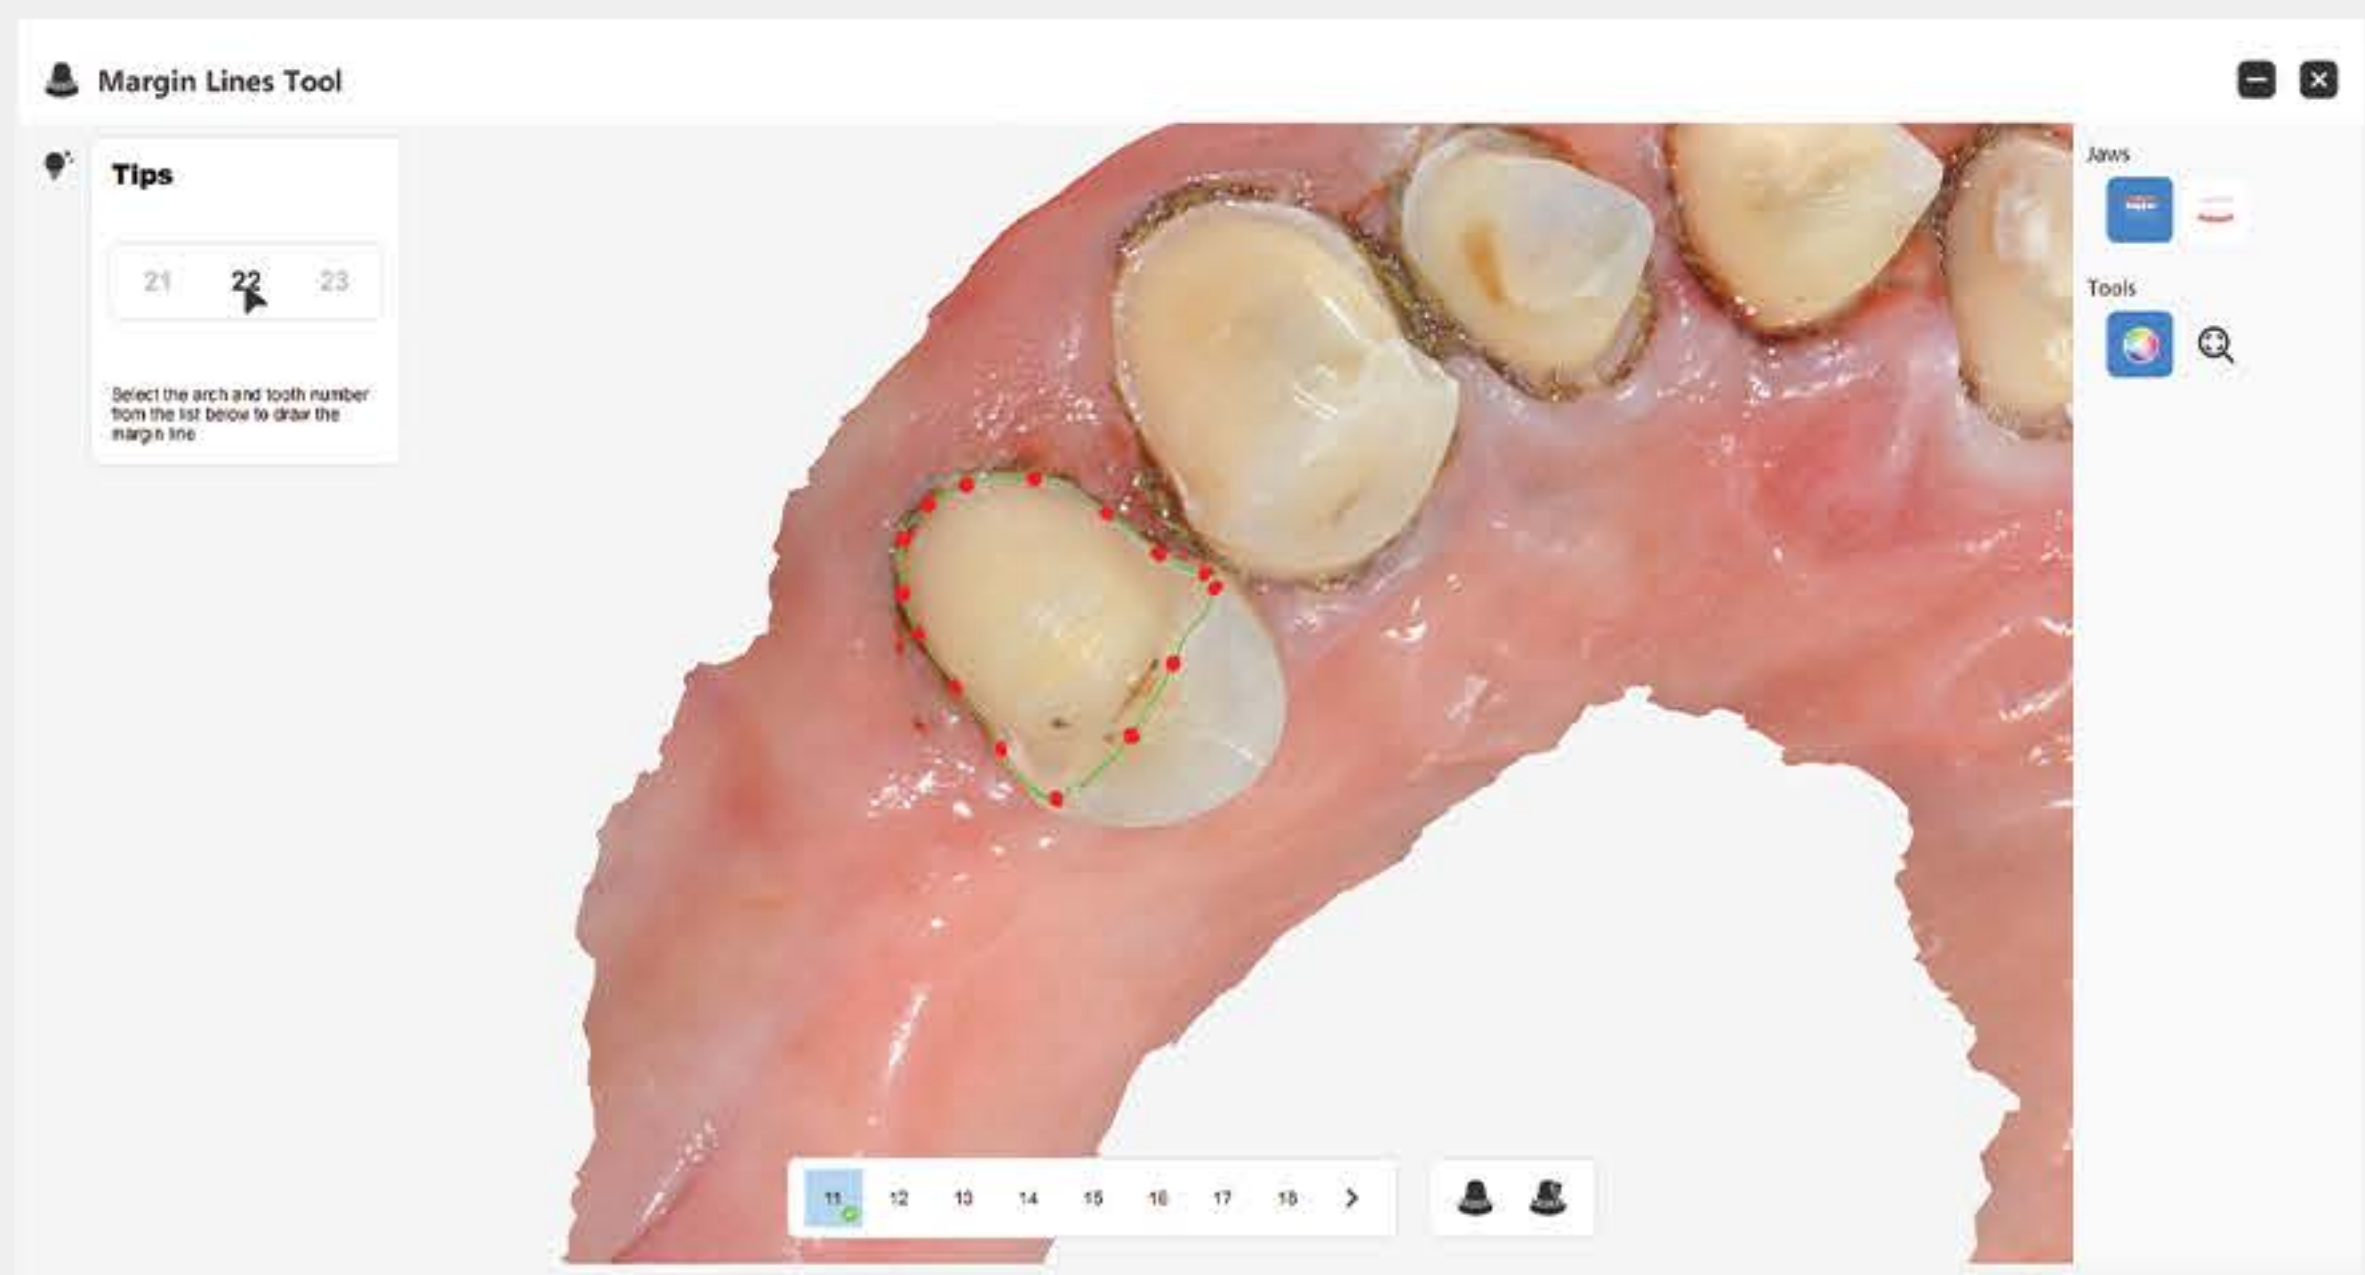 Margin Lines Tool
Tips
21 22 23
Select the arch and tooth number
from the list below to draw the
margin line
Jaws
Tools
11 12 13 14 15 16 17 18